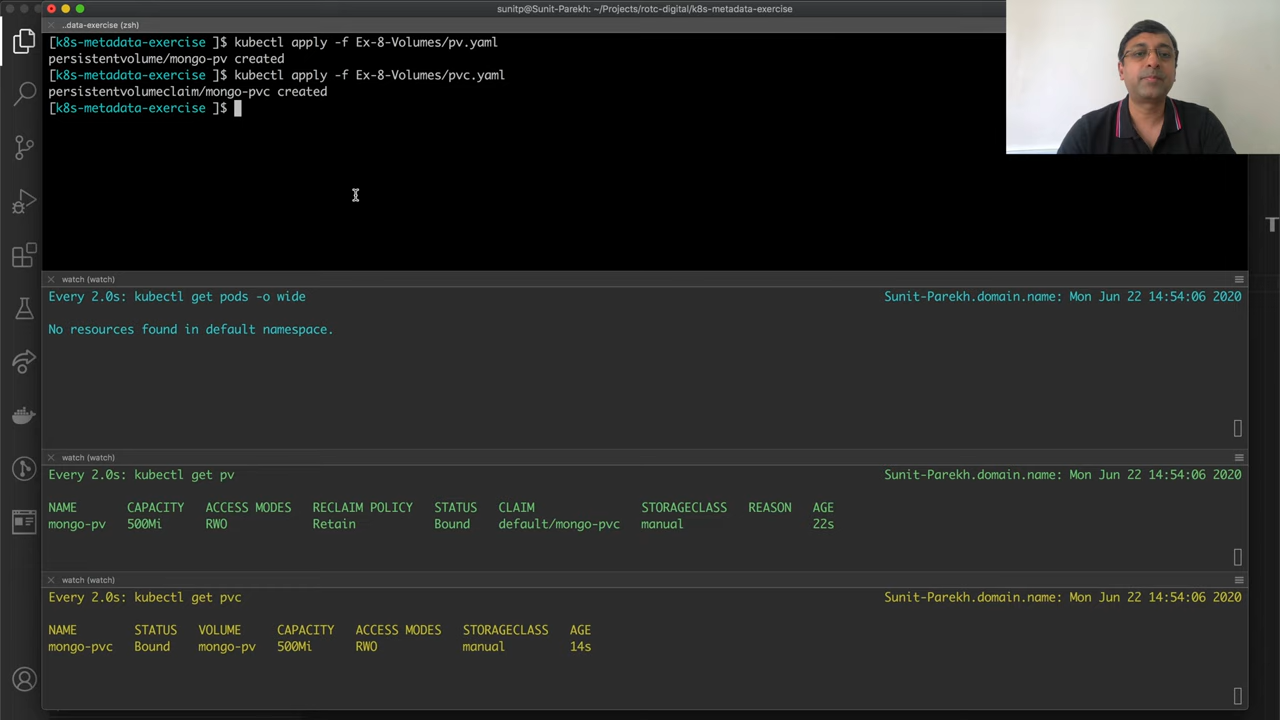 sunitp@Sunit-Parekh: ~/Projects/rotc-digital/k8s-metadata-exercise
..data-exercise (zsh)
[k8s-metadata-exercise ]$ kubectl apply -f Ex-8-Volumes/pv.yaml
persistentvolume/mongo-pv created
[k8s-metadata-exercise ]$ kubectl apply -f Ex-8-Volumes/pvc.yaml
persistentvolumeclaim/mongo-pvc created
[k8s-metadata-exercise ]$
watch (watch)
Every 2.0s: kubectl get pods -o wide Sunit-Parekh.domain.name: Mon Jun 22 14:54:06 2020
No resources found in default namespace.
watch (watch)
Every 2.0s: kubectl get pv Sunit-Parekh.domain.name: Mon Jun 22 14:54:06 2020
NAME CAPACITY ACCESS MODES RECLAIM POLICY STATUS CLAIM STORAGECLASS REASON AGE
mongo-pv 500Mi RWO Retain Bound default/mongo-pvc manual 22s
watch (watch)
Every 2.0s: kubectl get pvc Sunit-Parekh.domain.name: Mon Jun 22 14:54:06 2020
NAME STATUS VOLUME CAPACITY ACCESS MODES STORAGECLASS AGE
mongo-pvc Bound mongo-pv 500Mi RWO manual 14s
T